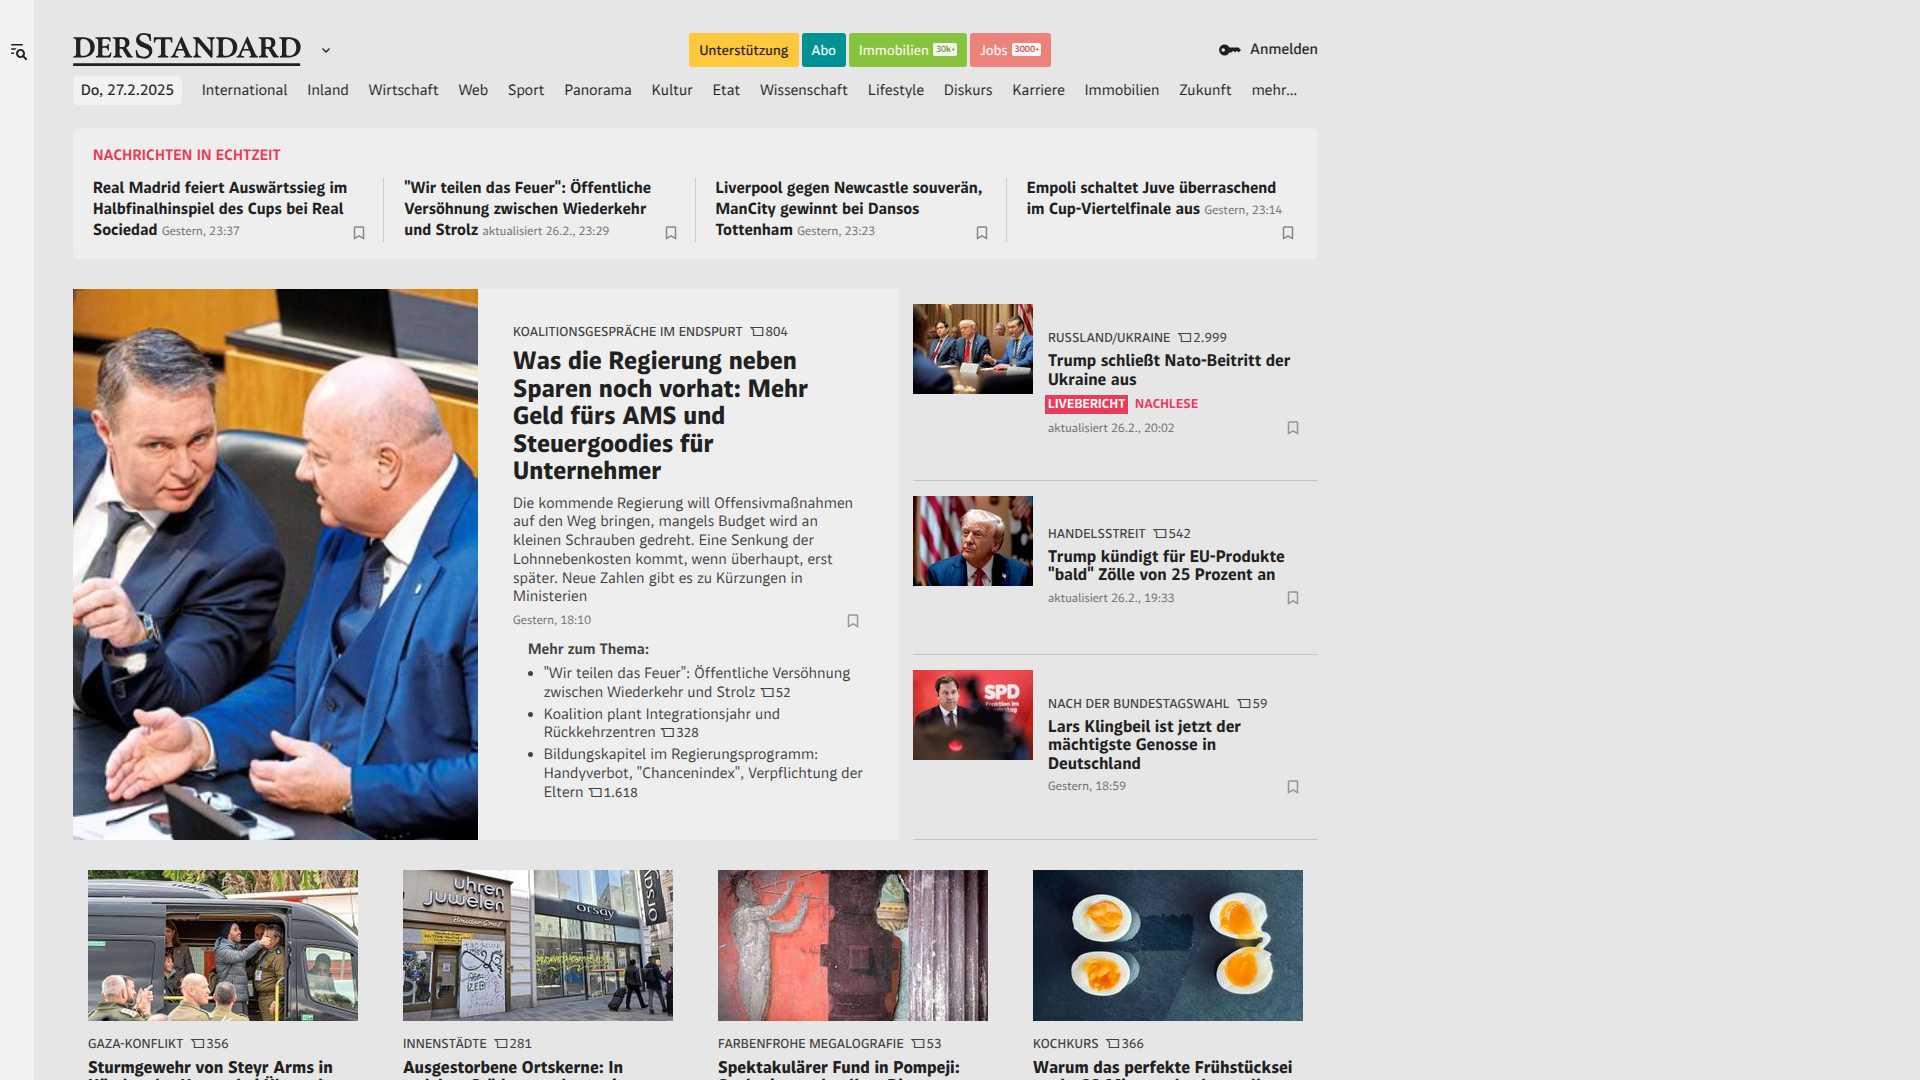 DERSTANDARD
Unterstützung
Abo
Immobilien 30k+
Jobs 3000+
Anmelden
Do, 27.2.2025
International
Inland
Wirtschaft
Web
Sport
Panorama
Kultur
Etat
Wissenschaft
Lifestyle
Diskurs
Karriere
Immobilien
Zukunft
mehr...
NACHRICHTEN IN ECHTZEIT
Real Madrid feiert Auswärtssieg im
Halbfinalhinspiel des Cups bei Real
Sociedad Gestern, 23:37
"Wir teilen das Feuer": Öffentliche
Versöhnung zwischen Wiederkehr
und Strolz aktualisiert 26.2., 23:29
Liverpool gegen Newcastle souverän,
ManCity gewinnt bei Dansos
Tottenham Gestern, 23:23
Empoli schaltet Juve überraschend
im Cup-Viertelfinale aus Gestern, 23:14
KOALITIONSGESPRÄCHE IM ENDSPURT 804
Was die Regierung neben
Sparen noch vorhat: Mehr
Geld fürs AMS und
Steuergoodies für
Unternehmer
Die kommende Regierung will Offensivmaßnahmen
auf den Weg bringen, mangels Budget wird an
kleinen Schrauben gedreht. Eine Senkung der
Lohnnebenkosten kommt, wenn überhaupt, erst
später. Neue Zahlen gibt es zu Kürzungen in
Ministerien
Gestern, 18:10
Mehr zum Thema:
• "Wir teilen das Feuer": Öffentliche Versöhnung
zwischen Wiederkehr und Strolz 52
• Koalition plant Integrationsjahr und
Rückkehrzentren 328
• Bildungskapitel im Regierungsprogramm:
Handyverbot, "Chancenindex", Verpflichtung der
Eltern 1.618
RUSSLAND/UKRAINE 2.999
Trump schließt Nato-Beitritt der
Ukraine aus
LIVEBERICHT NACHLESE
aktualisiert 26.2., 20:02
HANDELSSTREIT 542
Trump kündigt für EU-Produkte
"bald" Zölle von 25 Prozent an
aktualisiert 26.2., 19:33
SPD
Fraktion im
NACH DER BUNDESTAGSWAHL 59
Lars Klingbeil ist jetzt der
mächtigste Genosse in
Deutschland
Gestern, 18:59
uhren
juwelen
orsay
orsay
GAZA-KONFLIKT 356
Sturmgewehr von Steyr Arms in
INNENSTÄDTE 281
Ausgestorbene Ortskerne: In
FARBENFROHE MEGALOGRAFIE 53
Spektakulärer Fund in Pompeji:
KOCHKURS 366
Warum das perfekte Frühstücksei